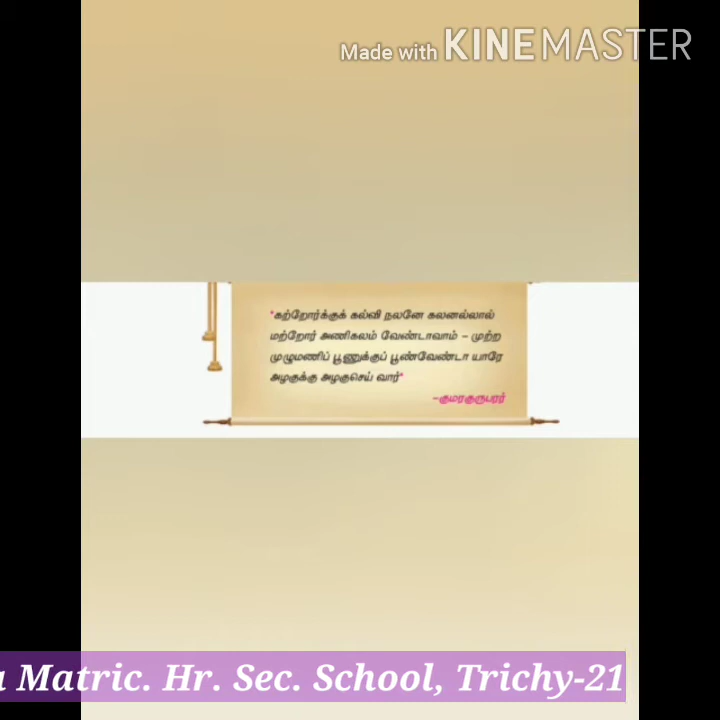 Made with KINEMASTER
*கற்றோர்க்குக் கல்வி நலனே கலனல்லால்
மற்றோர் அணிகலம் வேண்டாவாம் – முற்ற
முழுமணிப் பூணுக்குப் பூண்வேண்டா யாரே
அழகுக்கு அழகுசெய் வார்*
–குமரகுருபரர்
Matric. Hr. Sec. School, Trichy-21